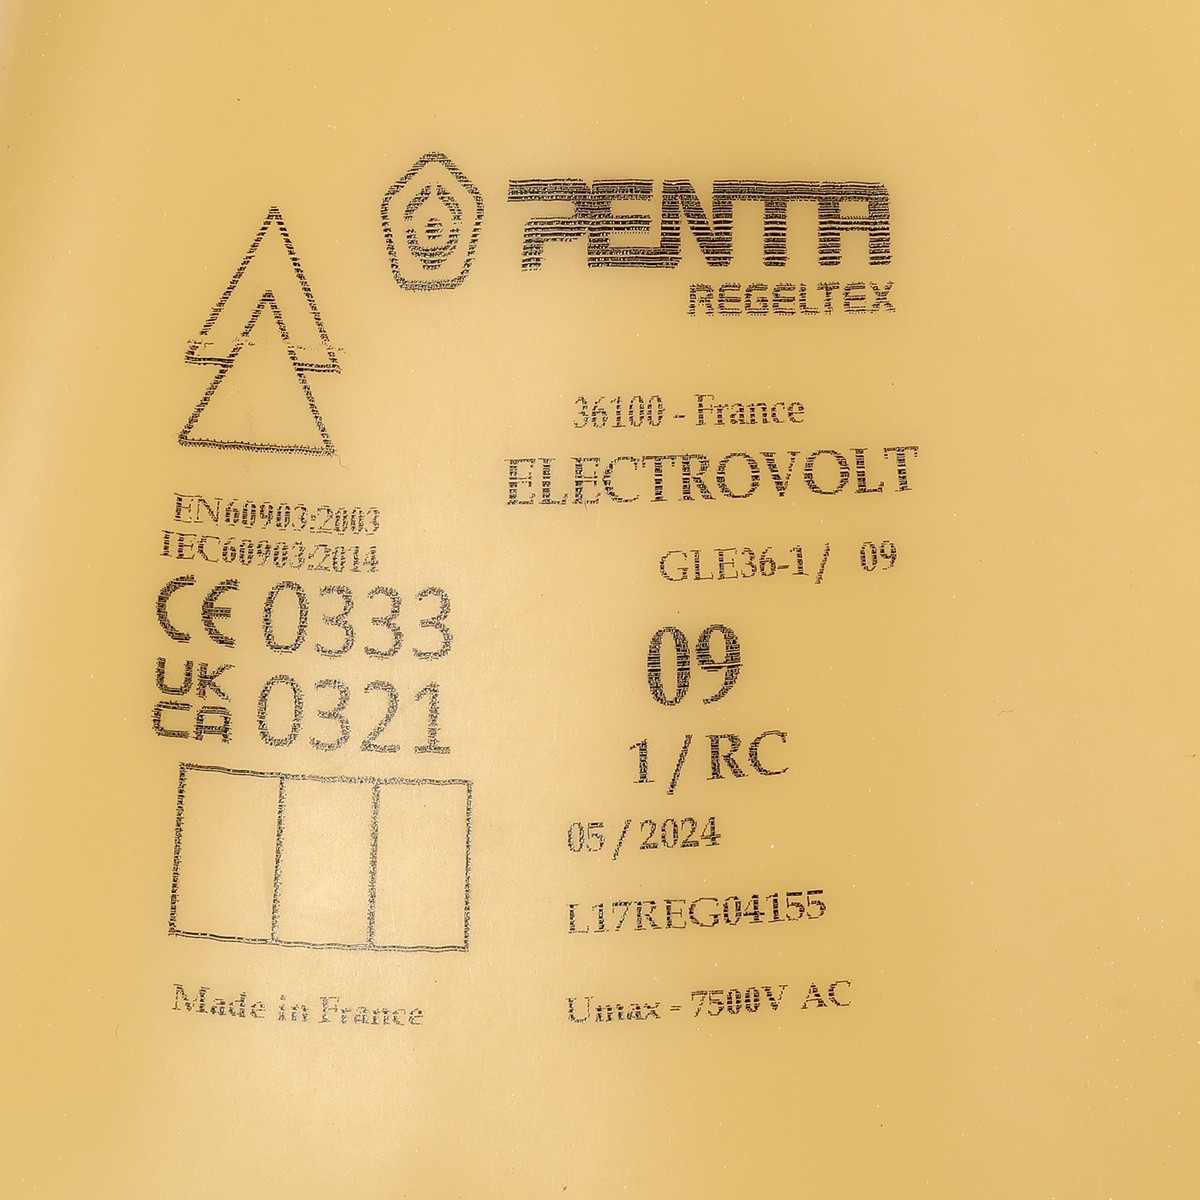 PENTA
REGELTEX
36100 - France
ELECTROVOLT
GLE36-1 / 09
09
1 / RC
05 / 2024
L17REG04155
Umax = 7500V AC
EN60903:2003
IEC60903:2014
CE 0333
UK
CA 0321
Made in France